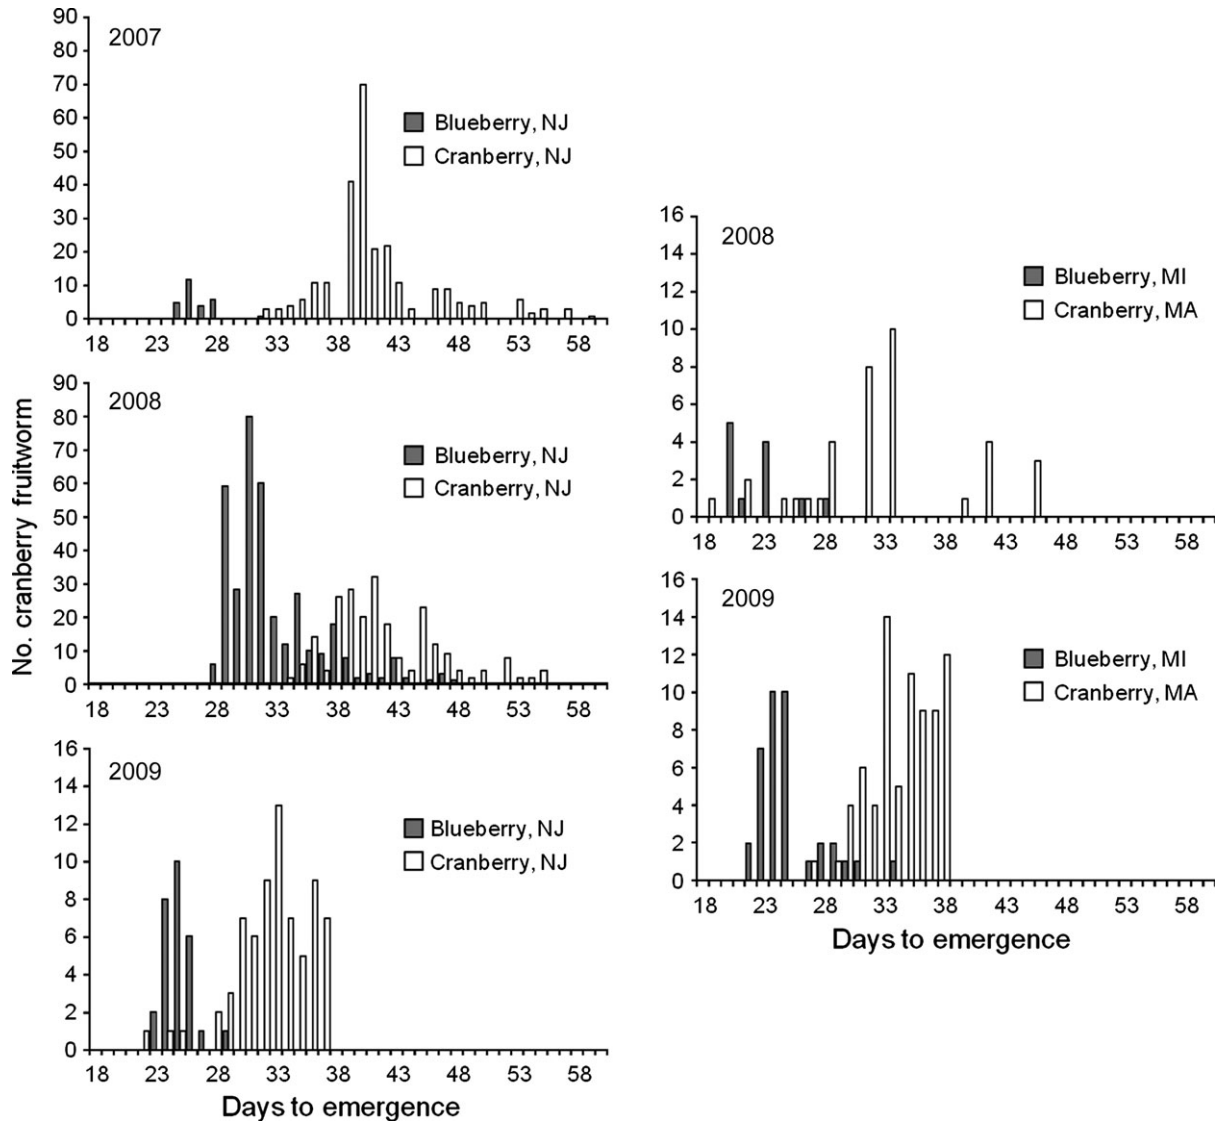 No. cranberry fruitworm
2007
90
80
70
60
50
40
30
20
10
0
Blueberry, NJ
Cranberry, NJ
18 23 28 33 38 43 48 53 58
2008
90
80
70
60
50
40
30
20
10
0
Blueberry, NJ
Cranberry, NJ
18 23 28 33 38 43 48 53 58
2009
16
14
12
10
8
6
4
2
0
Blueberry, NJ
Cranberry, NJ
18 23 28 33 38 43 48 53 58
Days to emergence
2008
16
14
12
10
8
6
4
2
0
Blueberry, MI
Cranberry, MA
18 23 28 33 38 43 48 53 58
2009
16
14
12
10
8
6
4
2
0
Blueberry, MI
Cranberry, MA
18 23 28 33 38 43 48 53 58
Days to emergence